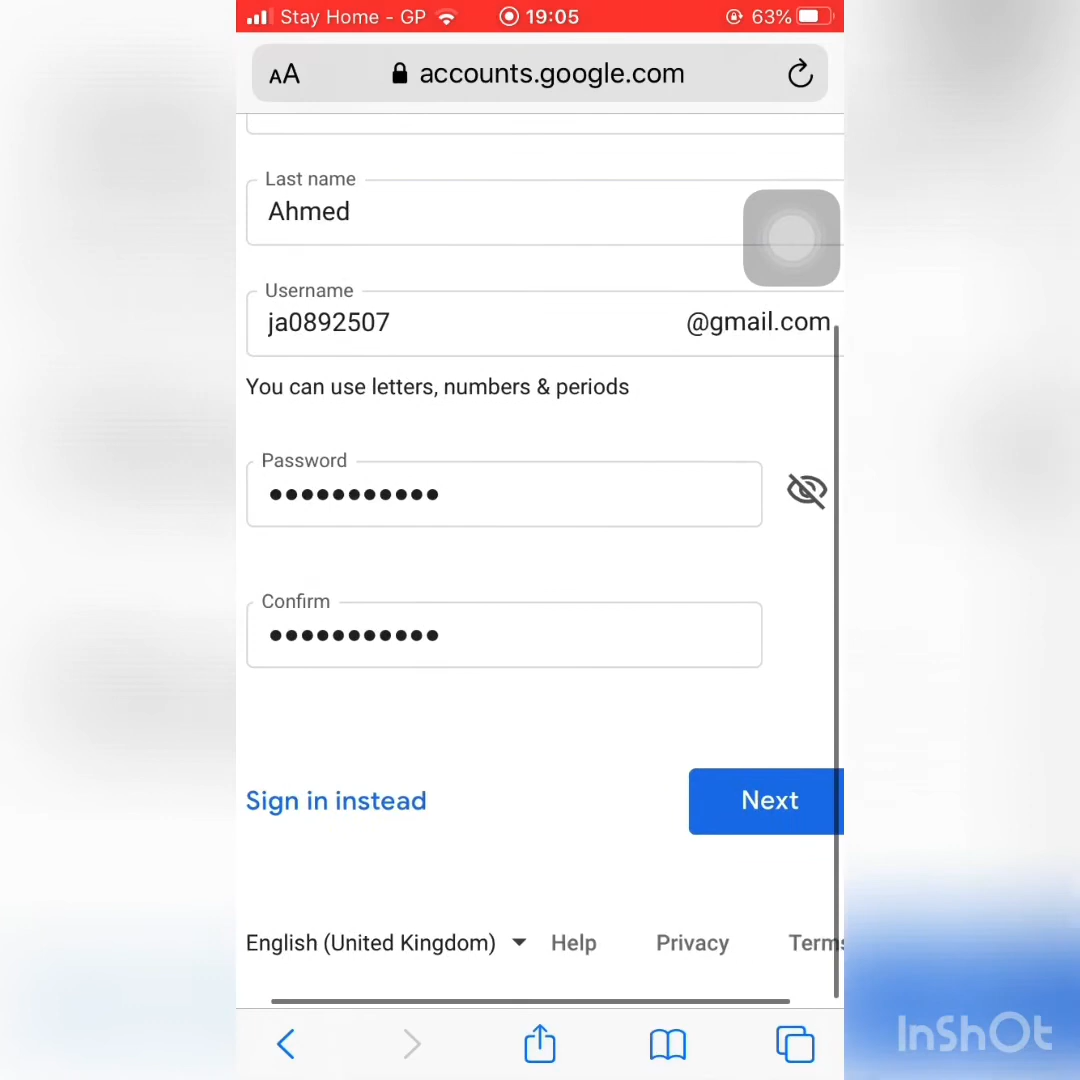 Stay Home - GP 19:05 63%
AA accounts.google.com
Last name
Ahmed
Username
ja0892507 @gmail.com
You can use letters, numbers & periods
Password
•••••••••••
Confirm
•••••••••••
Sign in instead Next
English (United Kingdom) Help Privacy Terms
InShOt